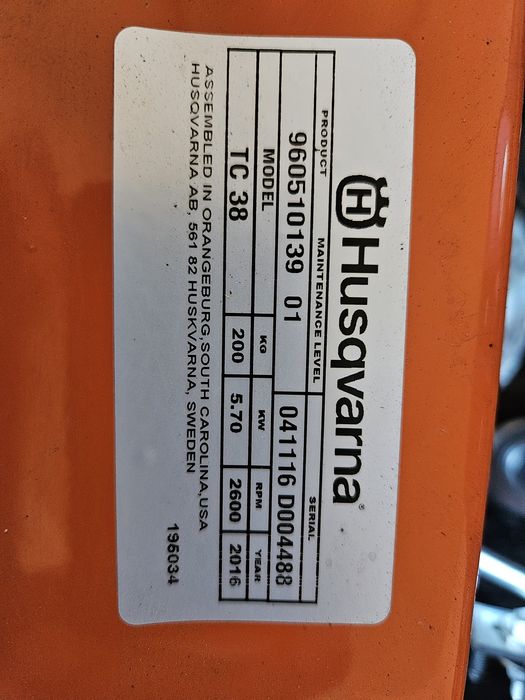 Husqvarna®
PRODUCT MAINTENANCE LEVEL SERIAL
960510139 01 041116 D004488
MODEL KG KW RPM YEAR
TC 38 200 5.70 2600 2016
ASSEMBLED IN ORANGEBURG,SOUTH CAROLINA,USA
HUSQVARNA AB, 561 82 HUSKVARNA, SWEDEN
195034